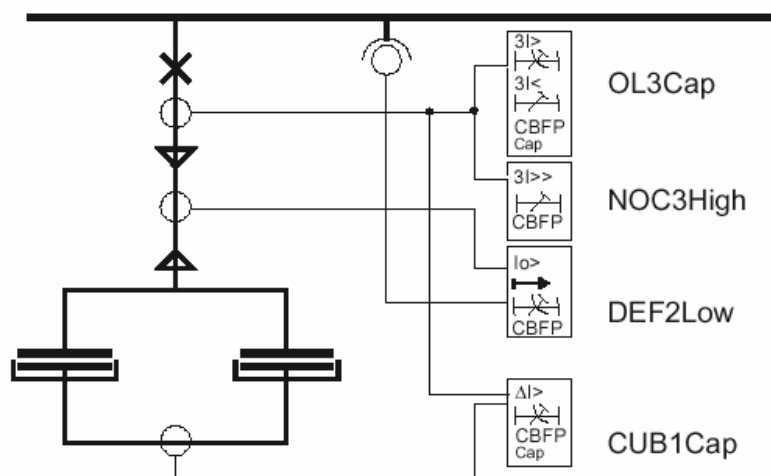 3I>
3I<
CBFP
Cap
OL3Cap
3I>>
CBFP
NOC3High
Io>
CBFP
DEF2Low
ΔI>
CBFP
Cap
CUB1Cap